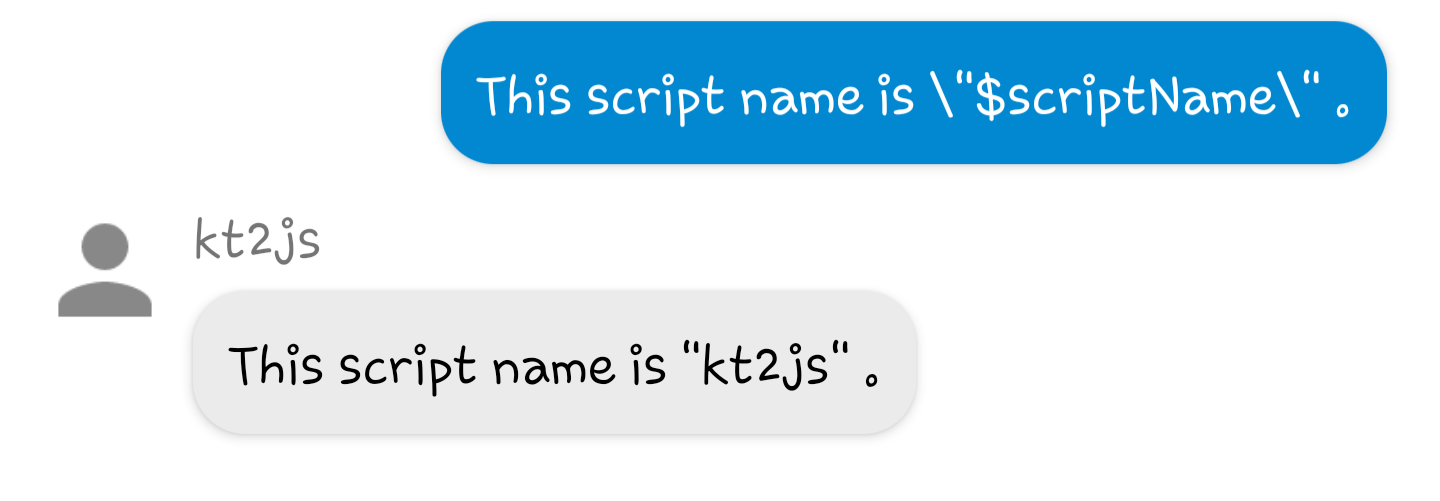 This script name is \"$scriptName\" 。
kt2js
This script name is "kt2js" 。